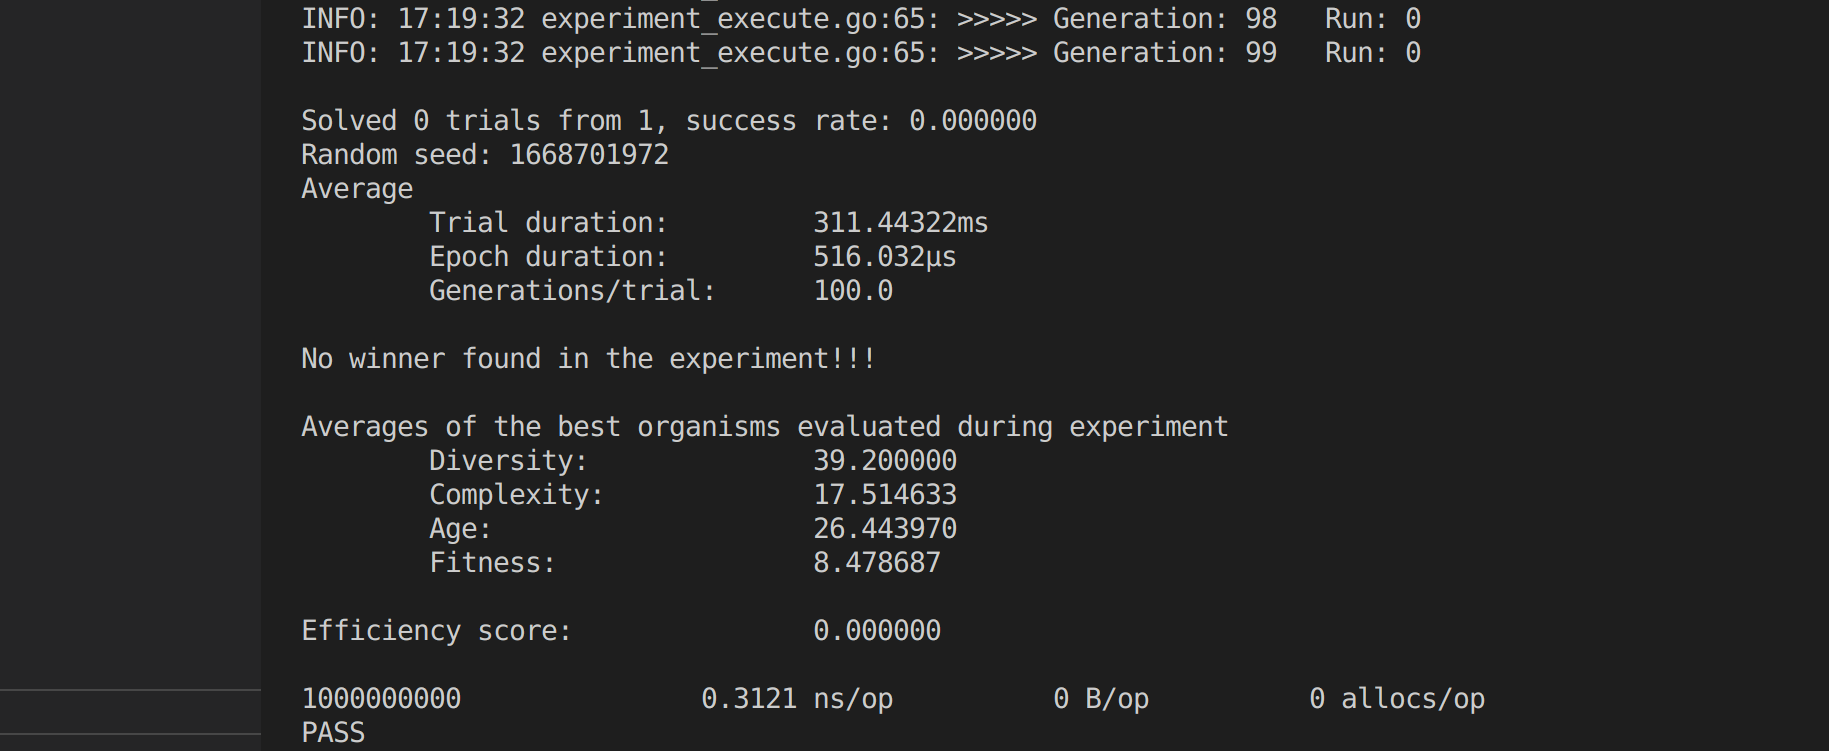 INFO: 17:19:32 experiment_execute.go:65: >>>>> Generation: 98   Run: 0
INFO: 17:19:32 experiment_execute.go:65: >>>>> Generation: 99   Run: 0
Solved 0 trials from 1, success rate: 0.000000
Random seed: 1668701972
Average
Trial duration: 311.44322ms
Epoch duration: 516.032µs
Generations/trial: 100.0
No winner found in the experiment!!!
Averages of the best organisms evaluated during experiment
Diversity: 39.200000
Complexity: 17.514633
Age: 26.443970
Fitness: 8.478687
Efficiency score: 0.000000
1000000000 0.3121 ns/op 0 B/op 0 allocs/op
PASS